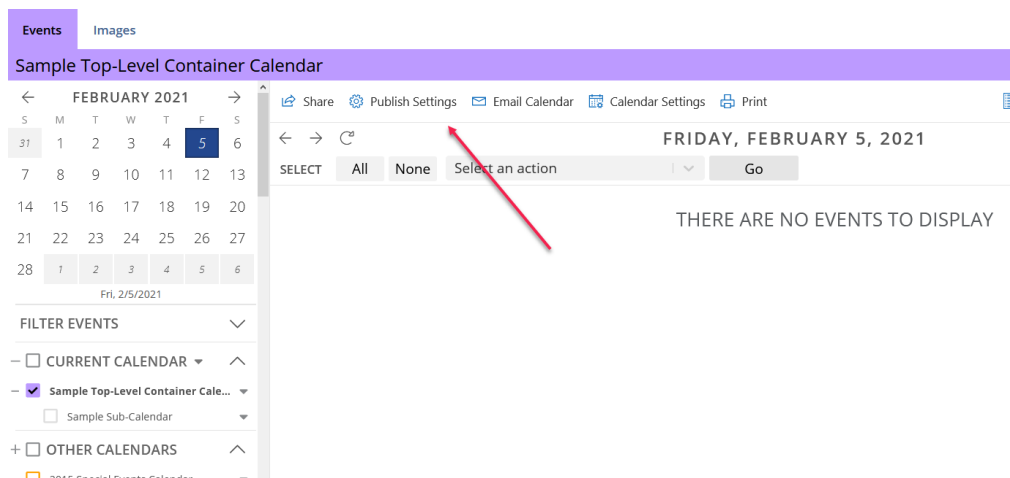 Events Images
Sample Top-Level Container Calendar
FEBRUARY 2021
S M T W T F S
31 1 2 3 4 5 6
7 8 9 10 11 12 13
14 15 16 17 18 19 20
21 22 23 24 25 26 27
28 1 2 3 4 5 6
Fri, 2/5/2021
FILTER EVENTS
CURRENT CALENDAR
Sample Top-Level Container Cale...
Sample Sub-Calendar
OTHER CALENDARS
2015 Special Events Calendar
Share Publish Settings Email Calendar Calendar Settings Print
FRIDAY, FEBRUARY 5, 2021
SELECT All None Select an action Go
THERE ARE NO EVENTS TO DISPLAY